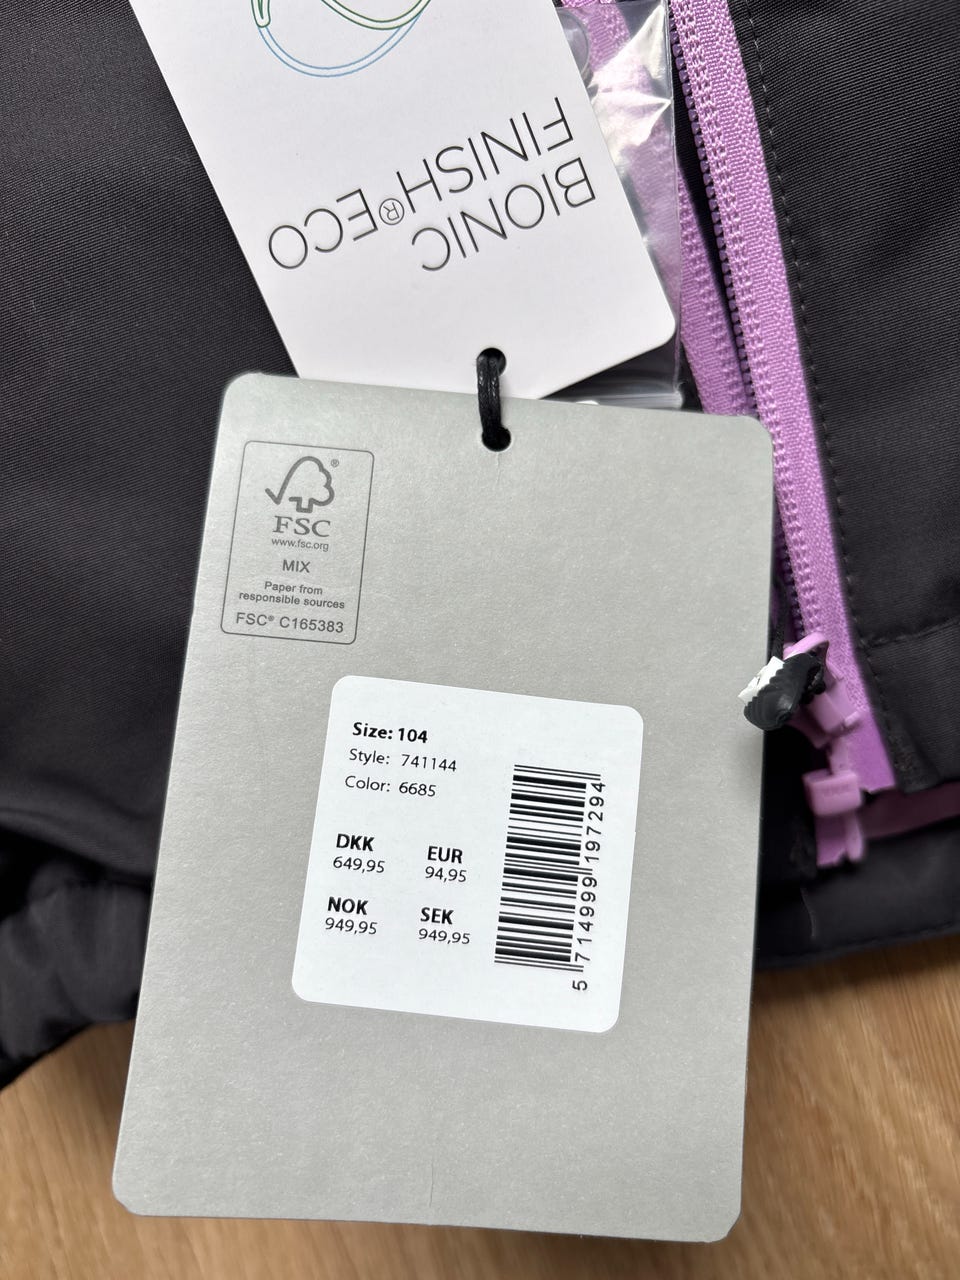 BIONIC
FINISH®ECO
®
FSC
www.fsc.org
MIX
Paper from
responsible sources
FSC® C165383
Size: 104
Style: 741144
Color: 6685
DKK
649,95
EUR
94,95
NOK
949,95
SEK
949,95
5 714999 197294